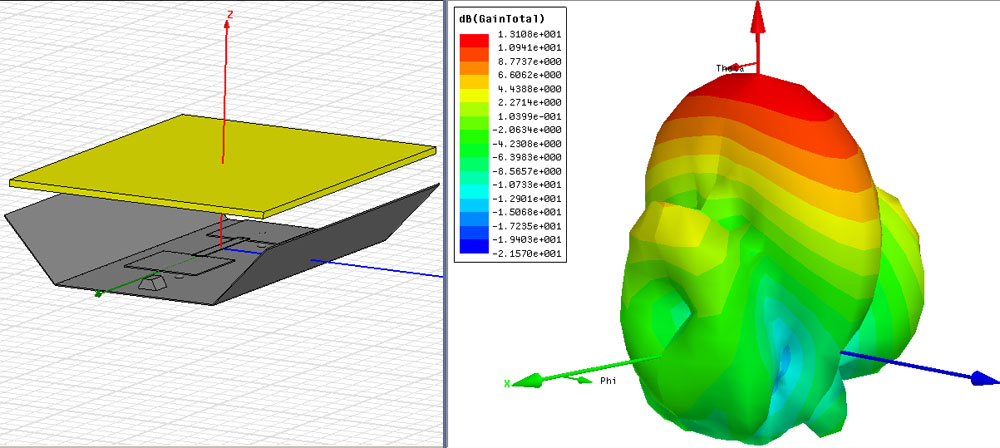 Z
dB(GainTotal)
1.3108e+001
1.0941e+001
8.7737e+000
6.6062e+000
4.4388e+000
2.2714e+000
1.0399e-001
-2.0634e+000
-4.2308e+000
-6.3983e+000
-8.5657e+000
-1.0733e+001
-1.2901e+001
-1.5068e+001
-1.7235e+001
-1.9403e+001
-2.1570e+001
Theta
X
Phi